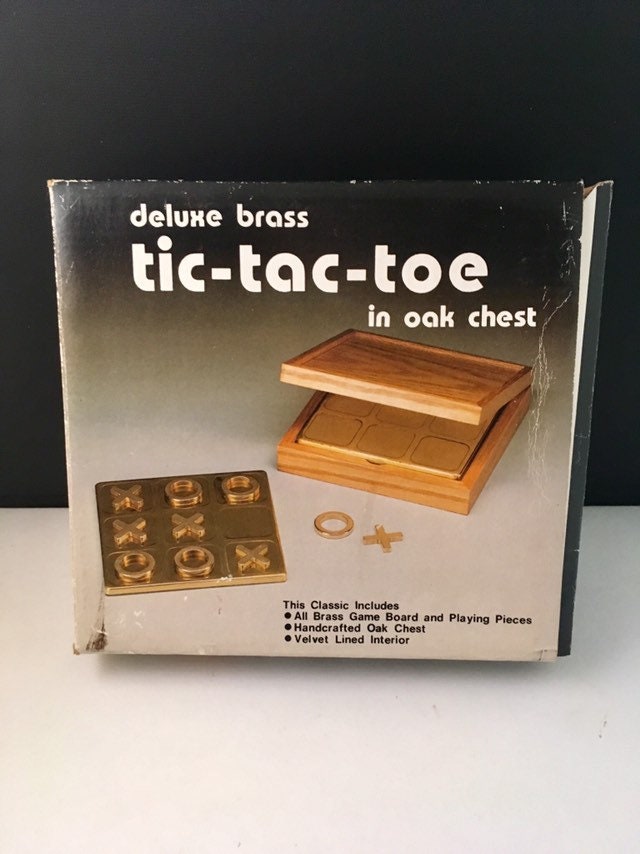 deluxe brass
tic-tac-toe
in oak chest
This Classic Includes
● All Brass Game Board and Playing Pieces
● Handcrafted Oak Chest
● Velvet Lined Interior